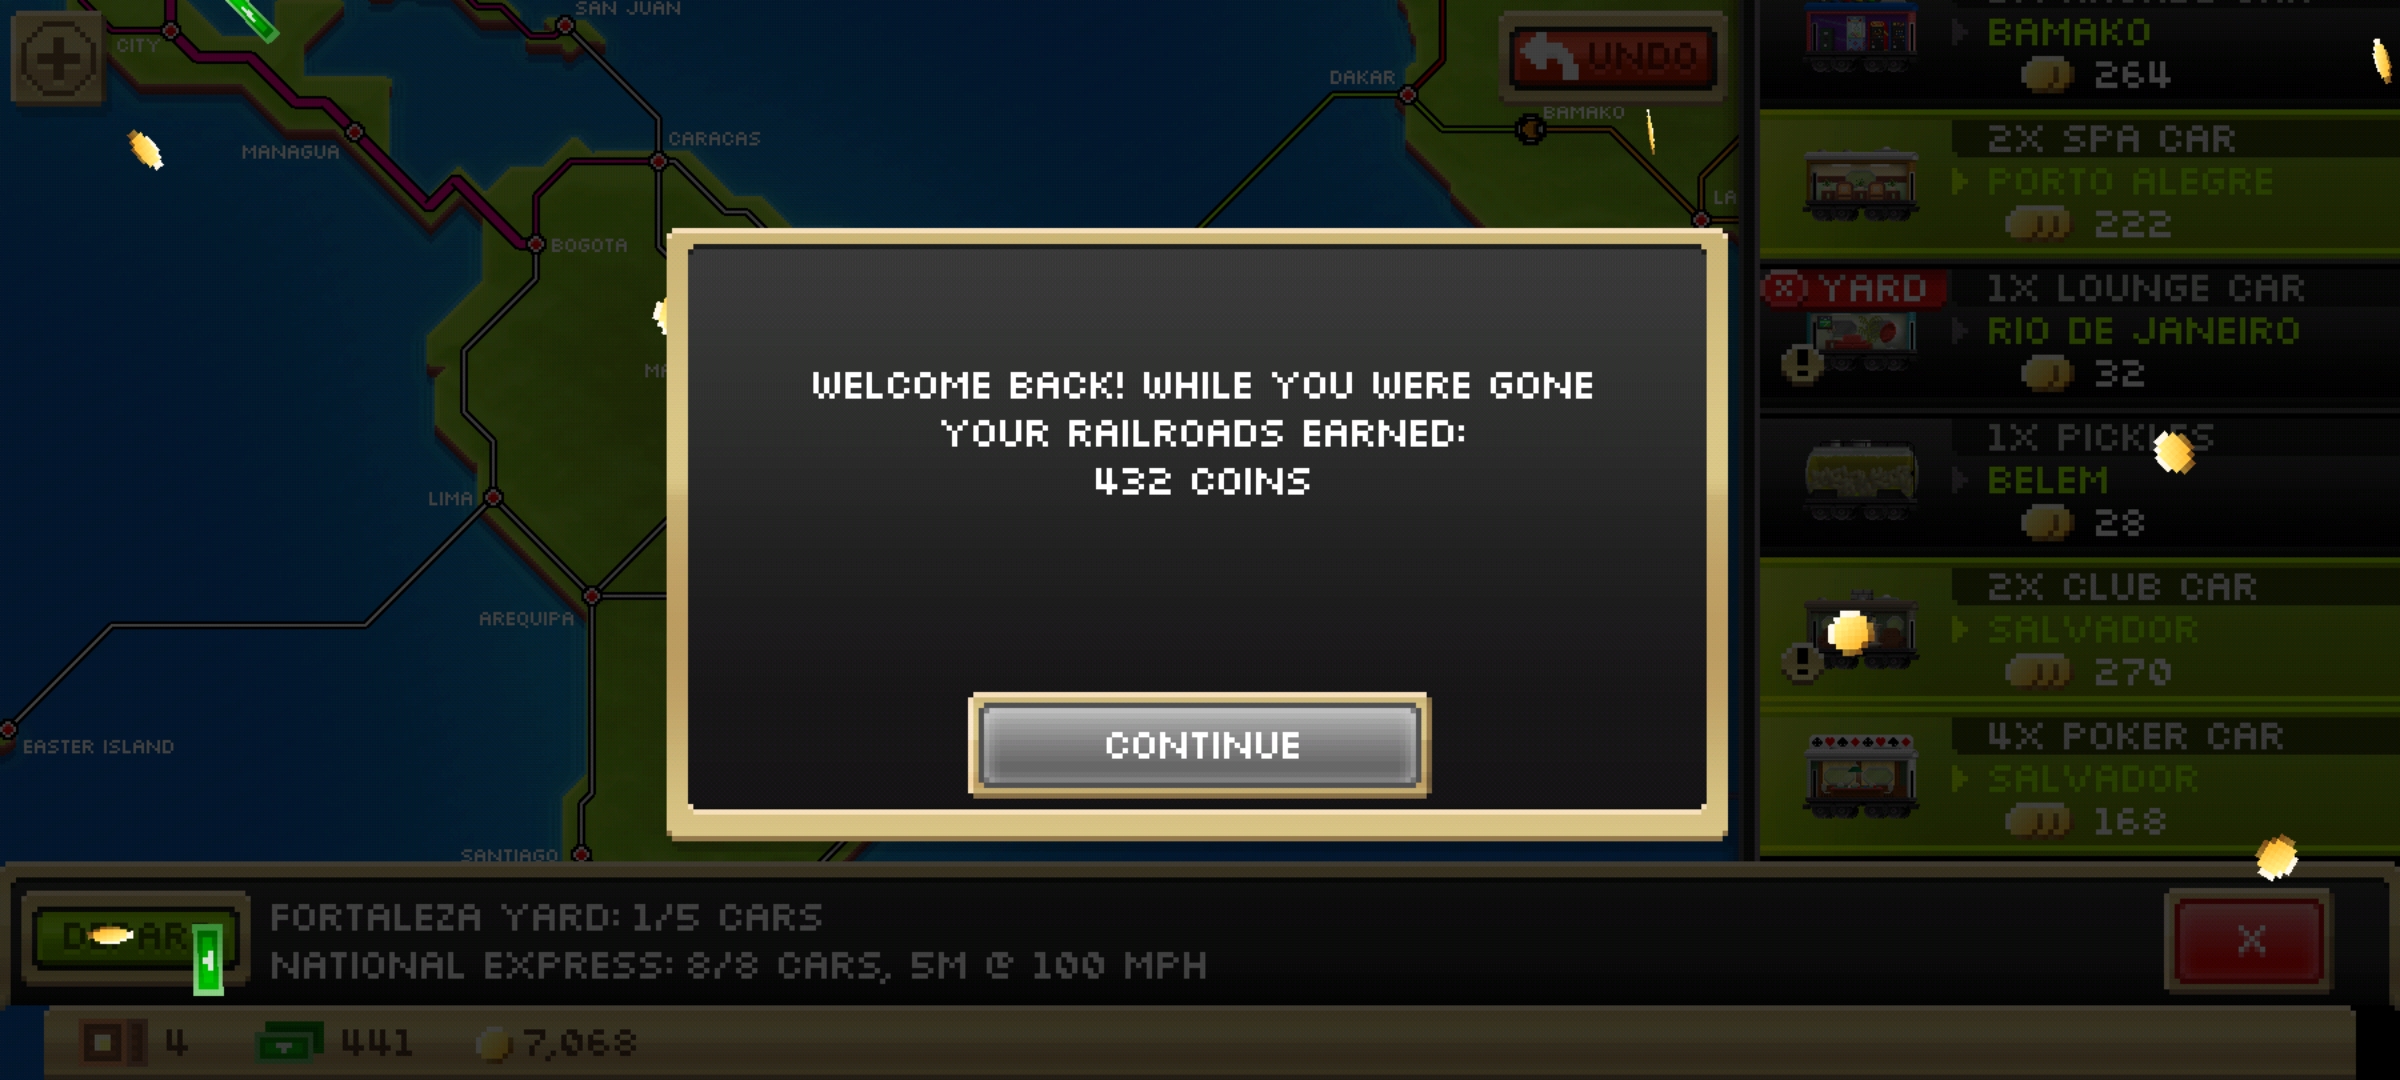 CITY
SAN JUAN
MANAGUA
CARACAS
BOGOTA
LIMA
AREQUIPA
EASTER ISLAND
SANTIAGO
DAKAR
UNDO
BAMAKO
WELCOME BACK! WHILE YOU WERE GONE
YOUR RAILROADS EARNED:
432 COINS
CONTINUE
BAMAKO
264
2X SPA CAR
PORTO ALEGRE
222
YARD
1X LOUNGE CAR
RIO DE JANEIRO
32
1X PICKLES
BELEM
28
2X CLUB CAR
SALVADOR
270
4X POKER CAR
SALVADOR
168
FORTALEZA YARD: 1/5 CARS
NATIONAL EXPRESS: 8/8 CARS, 5M @ 100 MPH
X
4
441
7,068